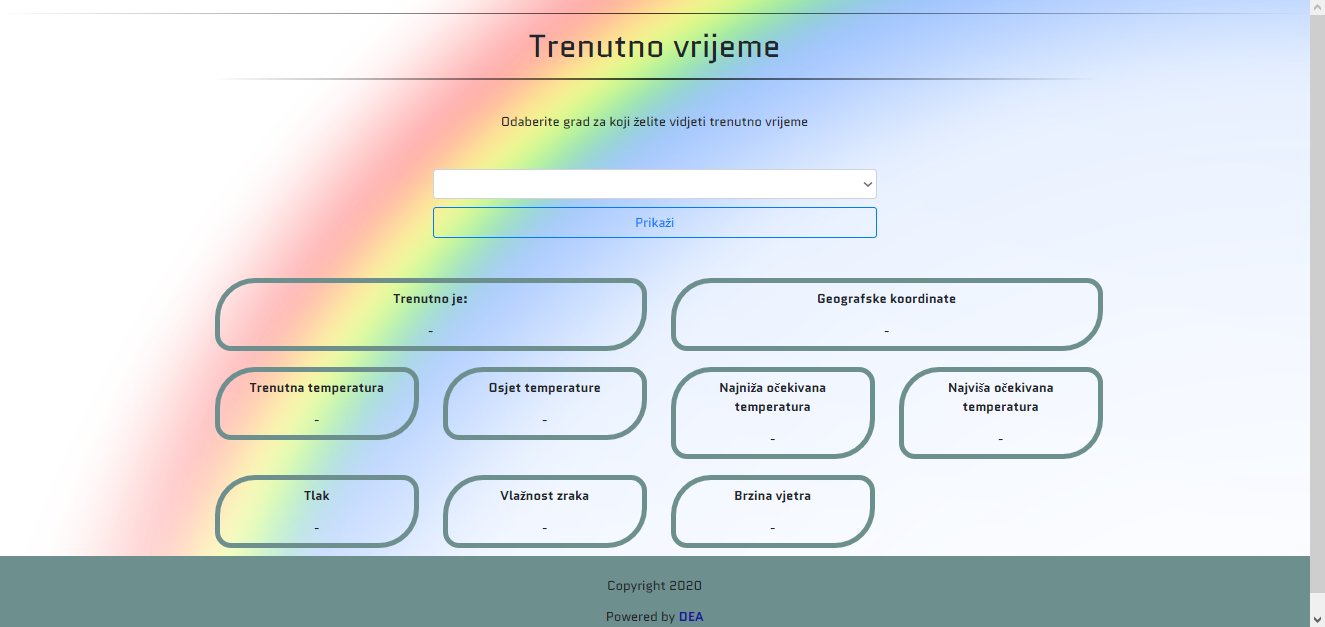 Trenutno vrijeme
Odaberite grad za koji želite vidjeti trenutno vrijeme
Prikaži
Trenutno je:
-
Geografske koordinate
-
Trenutna temperatura
-
Osjet temperature
-
Najniža očekivana
temperatura
-
Najviša očekivana
temperatura
-
Tlak
-
Vlažnost zraka
-
Brzina vjetra
-
Copyright 2020
Powered by DEA